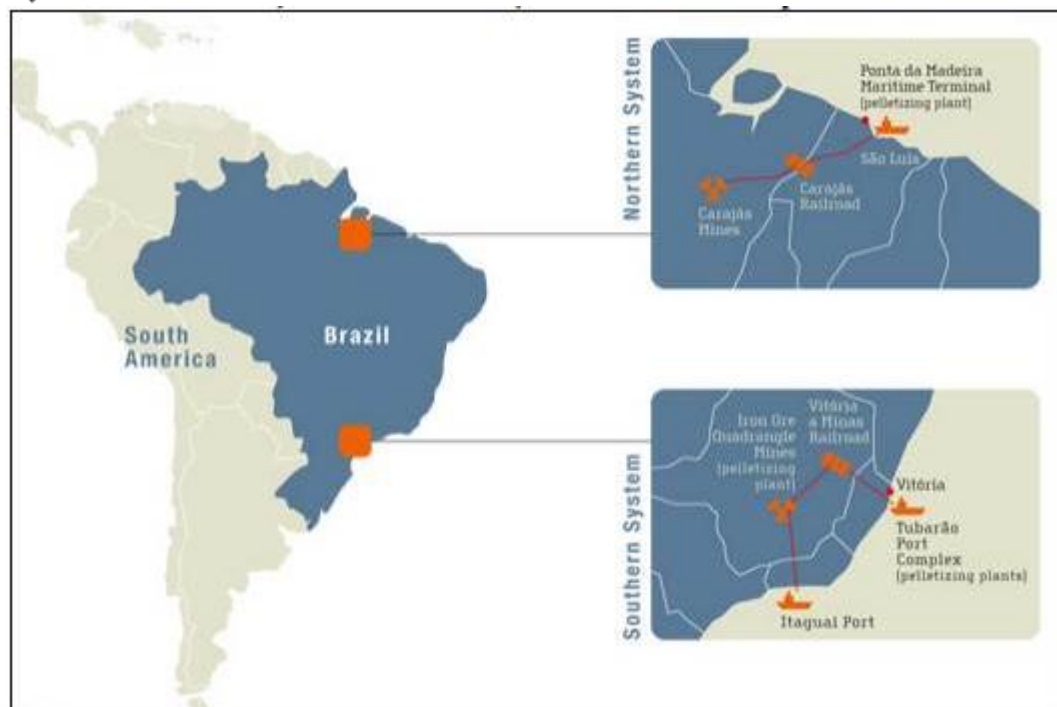 South
America
Brazil
Northern System
Ponta da Madeira
Maritime Terminal
(pelletizing plant)
São Luís
Carajás
Railroad
Carajás
Mines
Southern System
Iron Ore
Quadrangle
Mines
(pelletizing
plant)
Vitória
a Minas
Railroad
Vitória
Tubarão
Port
Complex
(pelletizing plants)
Itaguaí Port